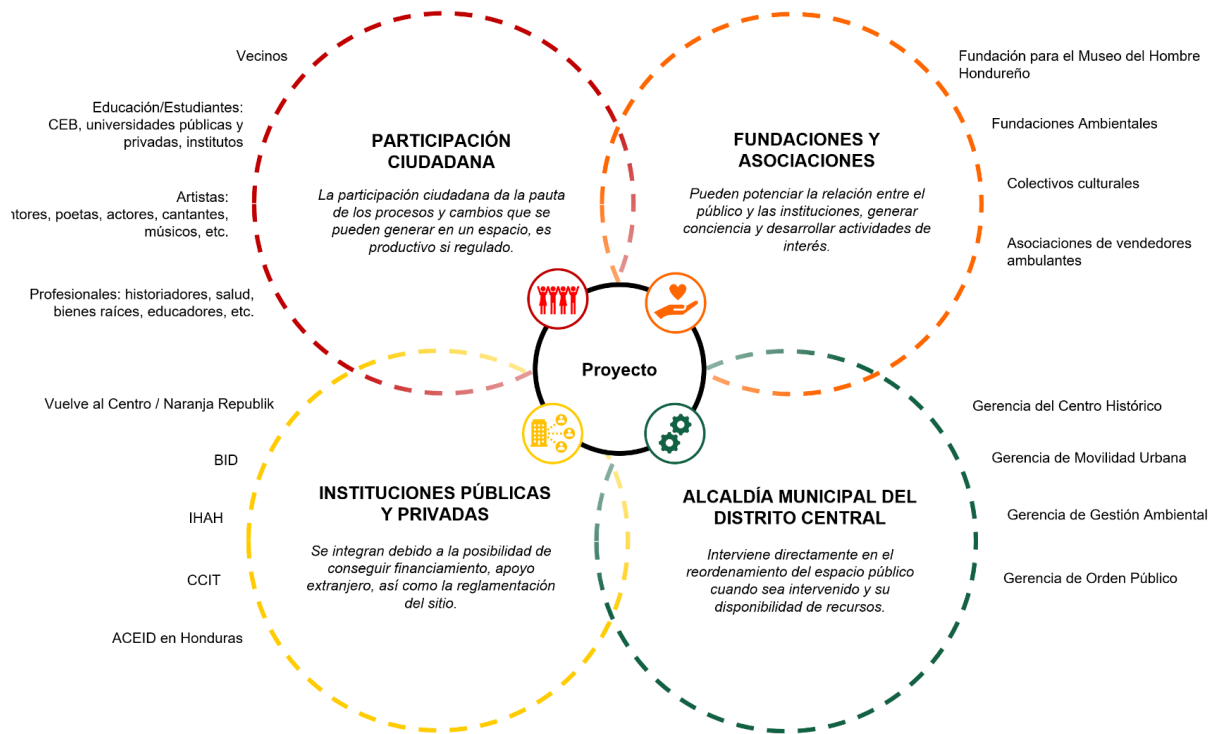 Vecinos
Educación/Estudiantes:
CEB, universidades públicas y
privadas, institutos
Artistas:
poetas, actores, cantantes,
músicos, etc.
Profesionales: historiadores, salud,
bienes raíces, educadores, etc.
PARTICIPACIÓN
CIUDADANA
La participación ciudadana da la pauta
de los procesos y cambios que se
pueden generar en un espacio, es
productivo si regulado.
FUNDACIONES Y
ASOCIACIONES
Pueden potenciar la relación entre el
público y las instituciones, generar
conciencia y desarrollar actividades de
interés.
Fundación para el Museo del Hombre
Hondureño
Fundaciones Ambientales
Colectivos culturales
Asociaciones de vendedores
ambulantes
Proyecto
Vuelve al Centro / Naranja Republik
BID
IHAH
CCIT
ACEID en Honduras
INSTITUCIONES PÚBLICAS
Y PRIVADAS
Se integran debido a la posibilidad de
conseguir financiamiento, apoyo
extranjero, así como la reglamentación
del sitio.
ALCALDÍA MUNICIPAL DEL
DISTRITO CENTRAL
Interviene directamente en el
reordenamiento del espacio público
cuando sea intervenido y su
disponibilidad de recursos.
Gerencia del Centro Histórico
Gerencia de Movilidad Urbana
Gerencia de Gestión Ambiental
Gerencia de Orden Público